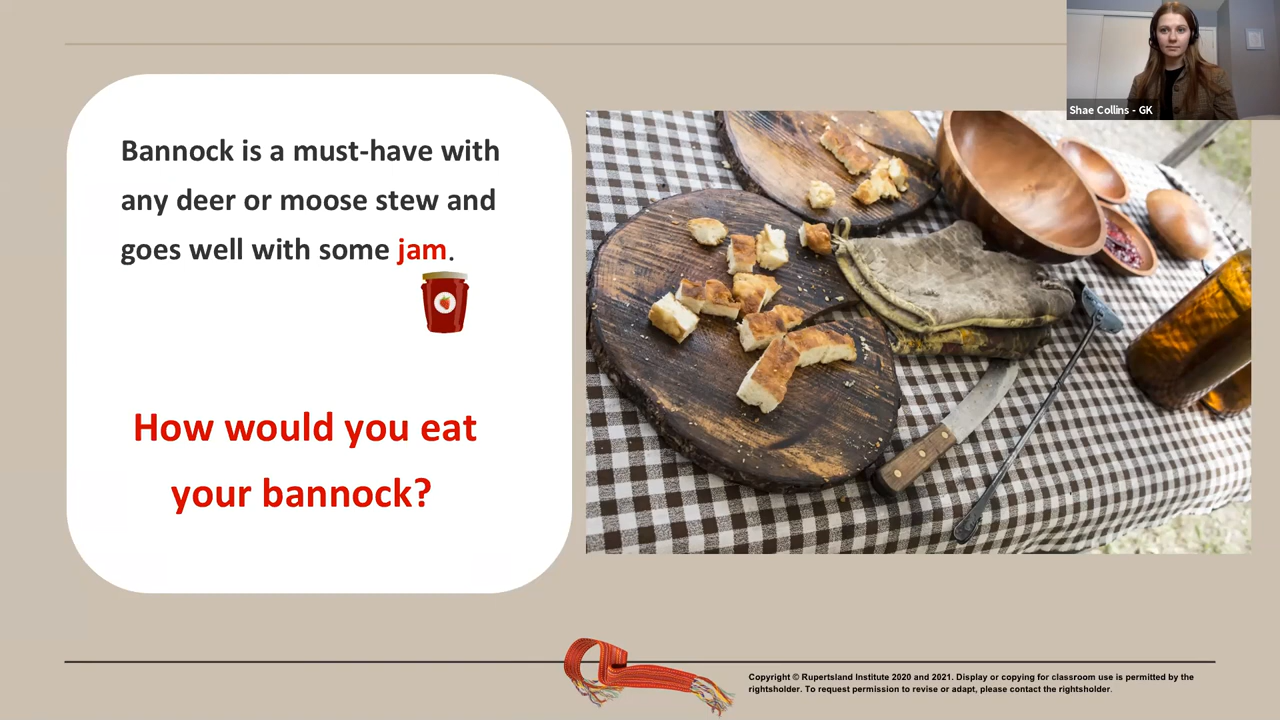 Shae Collins - GK
Bannock is a must-have with
any deer or moose stew and
goes well with some jam.
How would you eat
your bannock?
Copyright © Rupertsland Institute 2020 and 2021. Display or copying for classroom use is permitted by the
rightsholder. To request permission to revise or adapt, please contact the rightsholder.